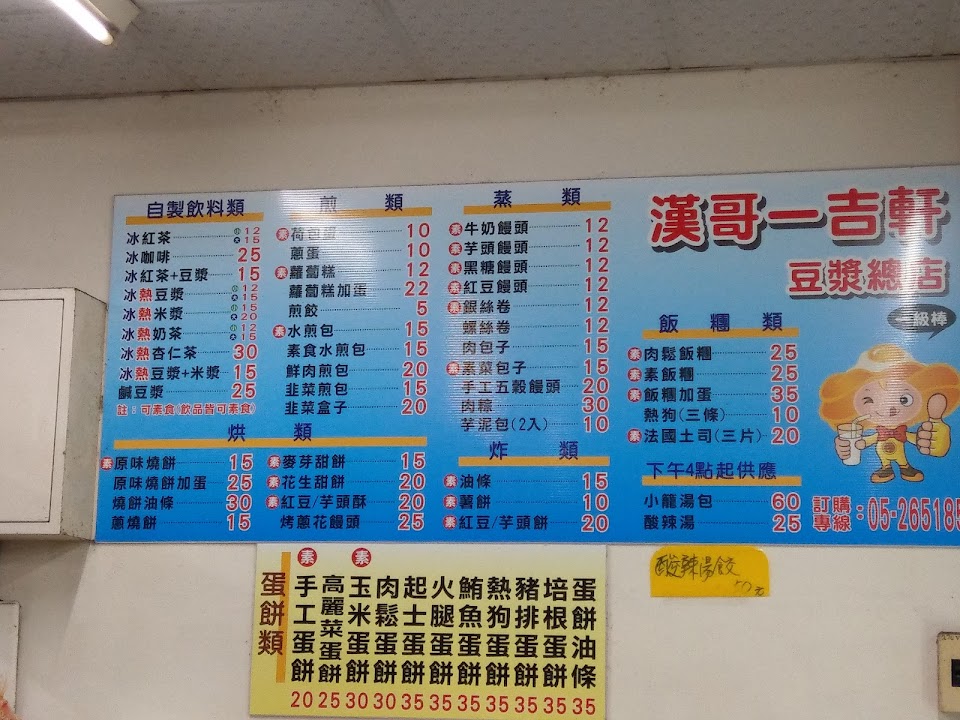 自製飲料類
冰紅茶 小12 大15
冰咖啡 25
冰紅茶+豆漿 15
冰熱豆漿 小12 大15
冰熱米漿 小15 大20
冰熱奶茶 小12 大15
冰熱杏仁茶 30
冰熱豆漿+米漿 15
鹹豆漿 25
註：可素食(飲品皆可素食)
煎類
素 荷包蛋 10
蔥蛋 10
素 蘿蔔糕 12
蘿蔔糕加蛋 22
煎餃 5
素 水煎包 15
素食水煎包 15
鮮肉煎包 20
韭菜煎包 15
韭菜盒子 20
蒸類
素 牛奶饅頭 12
素 芋頭饅頭 12
素 黑糖饅頭 12
素 紅豆饅頭 12
素 銀絲卷 12
螺絲卷 12
肉包子 15
素 素菜包子 15
手工五穀饅頭 20
肉粽 30
芋泥包(2入) 10
漢哥一吉軒
豆漿總店
一級棒
飯糰類
素 肉鬆飯糰 25
素 素飯糰 25
素 飯糰加蛋 35
熱狗(三條) 10
素 法國土司(三片) 20
烘類
素 原味燒餅 15
原味燒餅加蛋 25
燒餅油條 30
蔥燒餅 15
素 麥芽甜餅 15
素 花生甜餅 20
素 紅豆/芋頭酥 20
烤蔥花饅頭 25
炸類
素 油條 15
素 薯餅 10
素 紅豆/芋頭餅 20
下午4點起供應
小龍湯包 60
酸辣湯 25
訂購專線：05-265185
蛋餅類
素 手工蛋餅 20
高麗菜蛋餅 25
素 玉米蛋餅 30
肉鬆蛋餅 30
起士蛋餅 35
火腿蛋餅 35
鮪魚蛋餅 35
熱狗蛋餅 35
豬排蛋餅 35
培根蛋餅 35
蛋餅油條 35
酸辣湯餃
50元